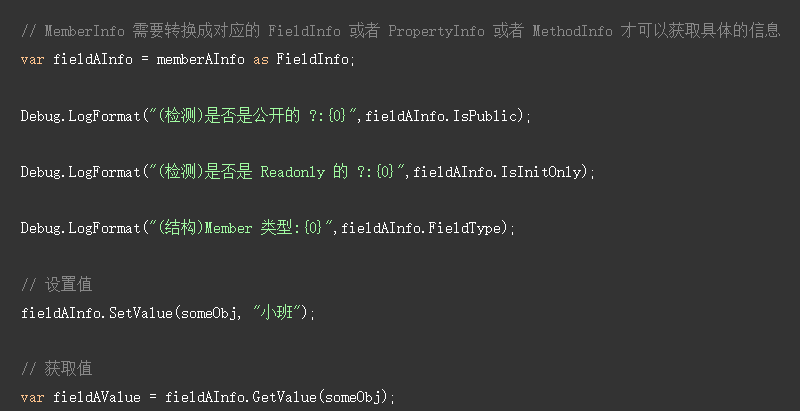 // MemberInfo 需要转换成对应的 FieldInfo 或者 PropertyInfo 或者 MethodInfo 才可以获取具体的信息
var fieldAInfo = memberAInfo as FieldInfo;
Debug.LogFormat("(检测)是否是公开的 ?:{0}",fieldAInfo.IsPublic);
Debug.LogFormat("(检测)是否是 Readonly 的 ?:{0}",fieldAInfo.IsInitOnly);
Debug.LogFormat("(结构)Member 类型:{0}",fieldAInfo.FieldType);
// 设置值
fieldAInfo.SetValue(someObj, "小班");
// 获取值
var fieldAValue = fieldAInfo.GetValue(someObj);